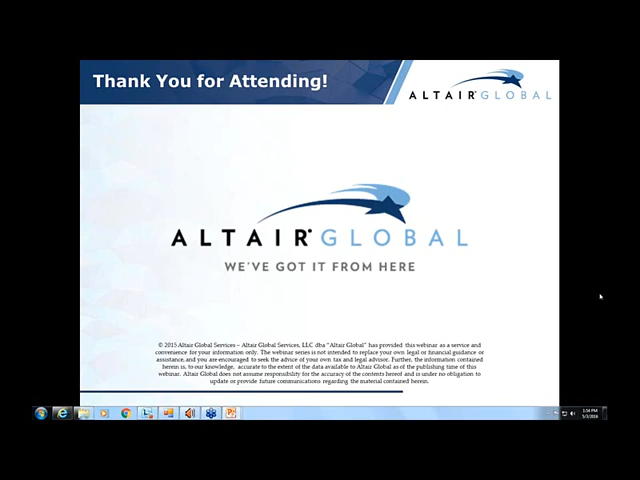 Thank You for Attending!
ALTAIR GLOBAL
ALTAIR GLOBAL
WE'VE GOT IT FROM HERE
© 2015 Altair Global Services – Altair Global Services, LLC dba "Altair Global" has provided this webinar as a service and
convenience for your information only. The webinar series is not intended to replace your own legal or financial guidance or
assistance, and you are encouraged to seek the advice of your own tax and legal advisor. Further, the information contained
herein is, to our knowledge, accurate to the extent of the data available to Altair Global as of the publishing time of this
webinar. Altair Global does not assume responsibility for the accuracy of the contents hereof and is under no obligation to
update or provide future communications regarding the material contained herein.
1:54 PM
5/3/2016